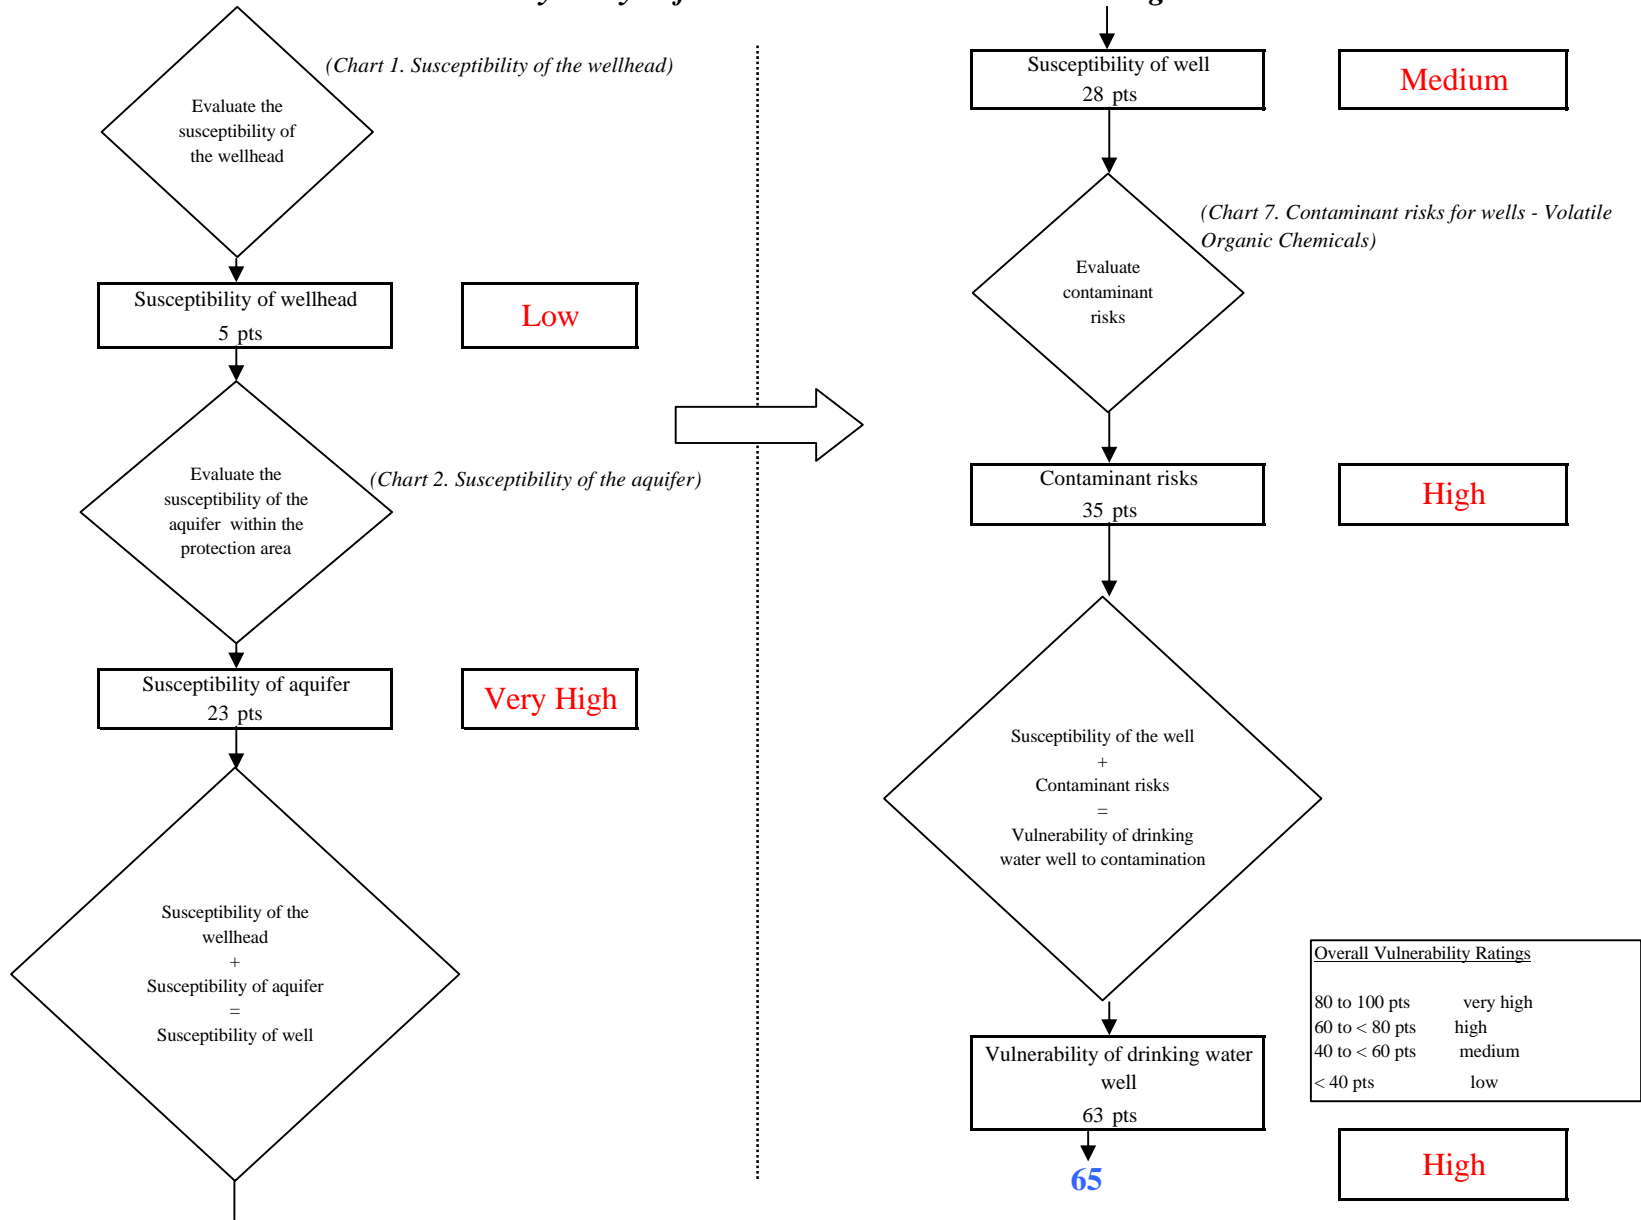 (Chart 1. Susceptibility of the wellhead)
Evaluate the
susceptibility of
the wellhead
Susceptibility of wellhead
5 pts
Low
Evaluate the
susceptibility of the
aquifer within the
protection area
(Chart 2. Susceptibility of the aquifer)
Susceptibility of aquifer
23 pts
Very High
Susceptibility of the
wellhead
+
Susceptibility of aquifer
=
Susceptibility of well
Susceptibility of well
28 pts
Medium
(Chart 7. Contaminant risks for wells - Volatile
Organic Chemicals)
Evaluate
contaminant
risks
Contaminant risks
35 pts
High
Susceptibility of the well
+
Contaminant risks
=
Vulnerability of drinking
water well to contamination
Overall Vulnerability Ratings
80 to 100 pts very high
60 to < 80 pts high
40 to < 60 pts medium
< 40 pts low
Vulnerability of drinking water
well
63 pts
65
High